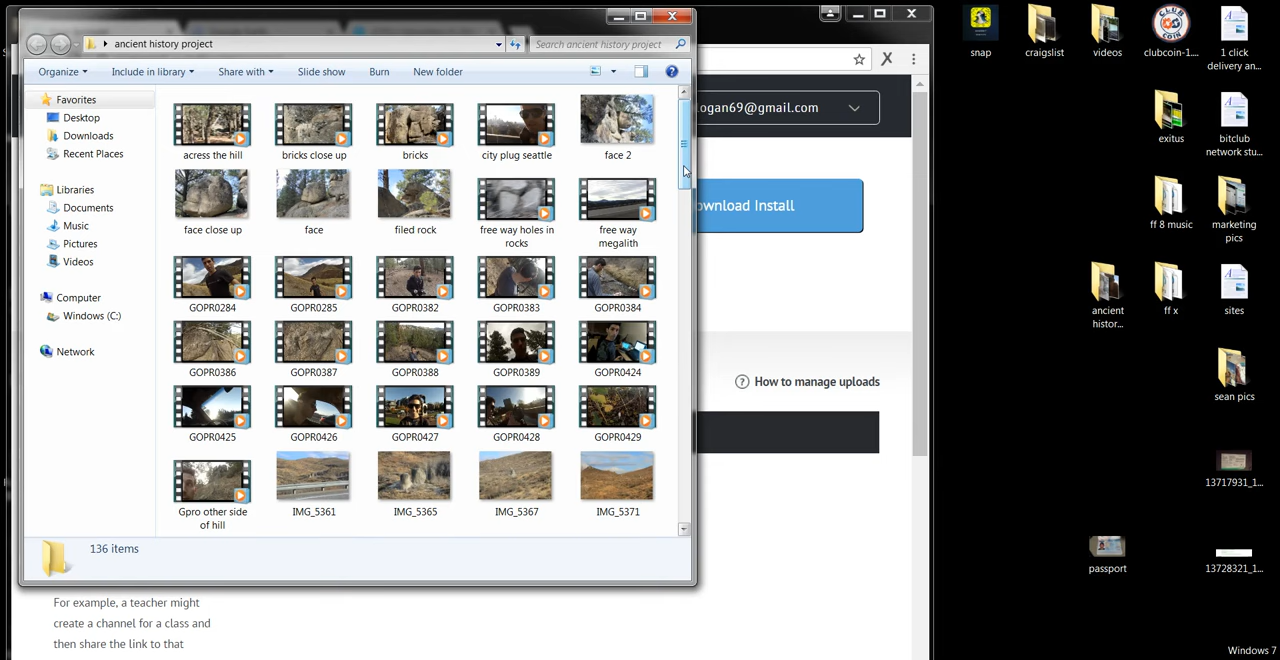 ancient history project
Search ancient history project
Organize
Include in library
Share with
Slide show
Burn
New folder
Favorites
Desktop
Downloads
Recent Places
Libraries
Documents
Music
Pictures
Videos
Computer
Windows (C:)
Network
acress the hill
bricks close up
bricks
city plug seattle
face 2
face close up
face
filed rock
free way holes in
rocks
free way
megalith
GOPR0284
GOPR0285
GOPR0382
GOPR0383
GOPR0384
GOPR0386
GOPR0387
GOPR0388
GOPR0389
GOPR0424
GOPR0425
GOPR0426
GOPR0427
GOPR0428
GOPR0429
Gpro other side
of hill
IMG_5361
IMG_5365
IMG_5367
IMG_5371
136 items
ogan69@gmail.com
ownload Install
How to manage uploads
For example, a teacher might
create a channel for a class and
then share the link to that
snap
craigslist
videos
CLUB
COIN
clubcoin-1....
1 click
delivery an...
exitus
bitclub
network stu...
ff 8 music
marketing
pics
ancient
histor...
ff x
sites
sean pics
13717931_1...
passport
13728321_1...
Windows 7